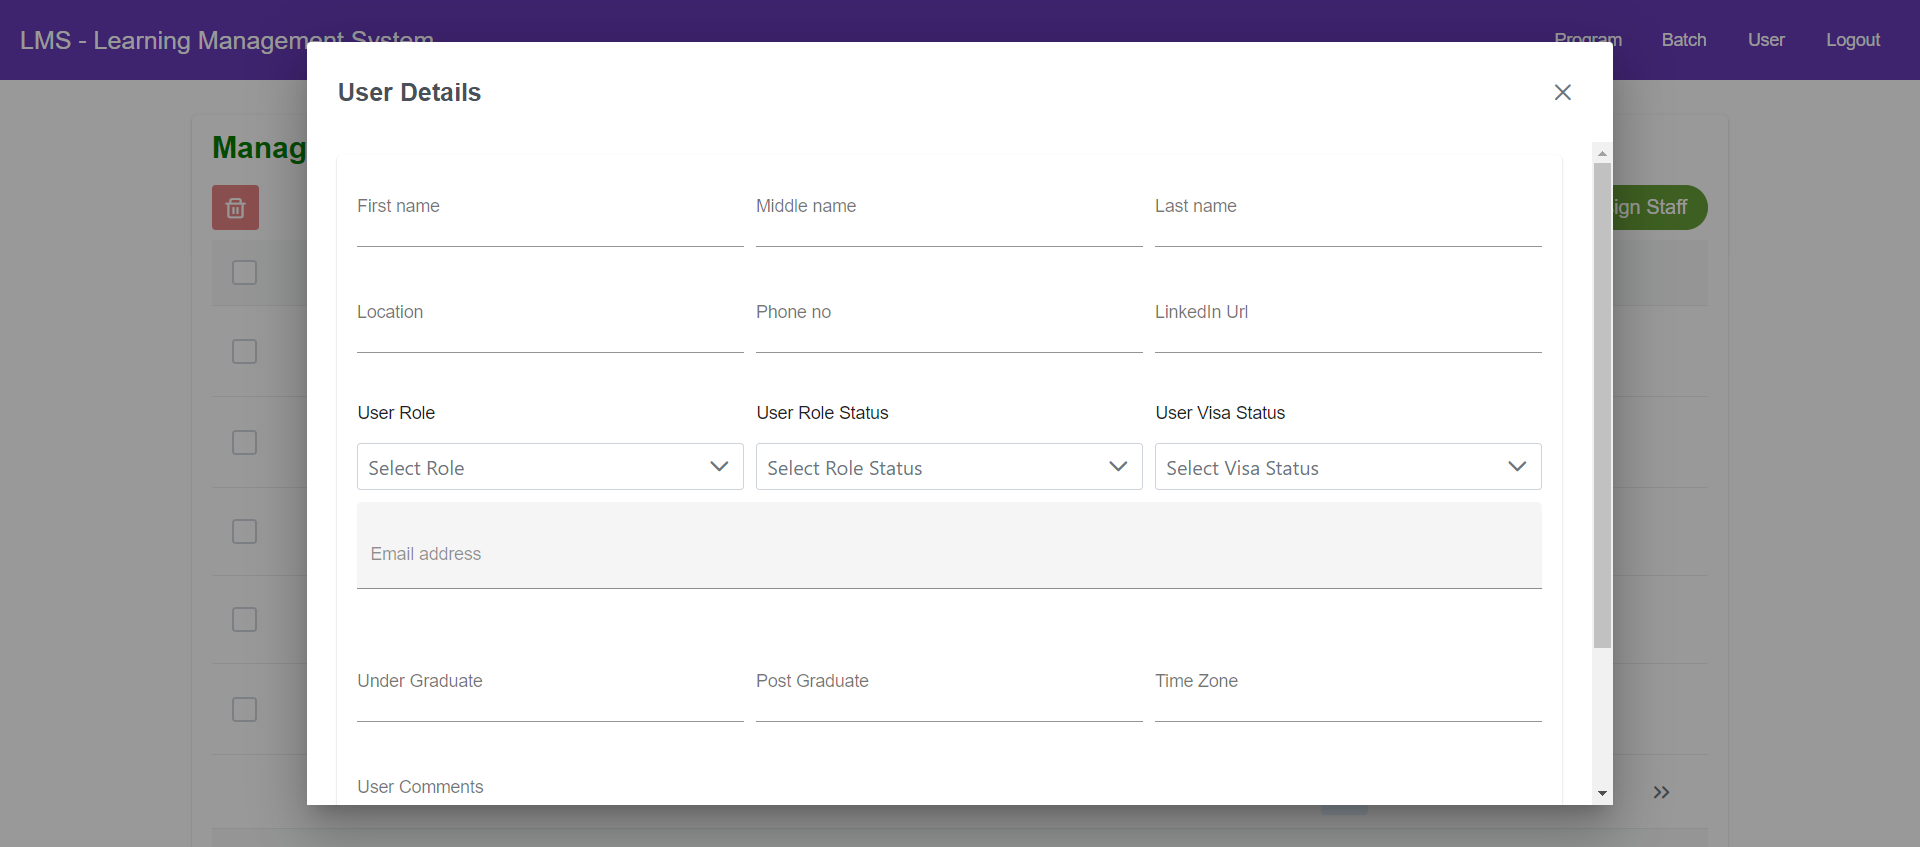 LMS - Learning Management System
Program Batch User Logout
User Details
Manag
ign Staff
First name Middle name Last name
Location Phone no LinkedIn Url
User Role User Role Status User Visa Status
Select Role Select Role Status Select Visa Status
Email address
Under Graduate Post Graduate Time Zone
User Comments